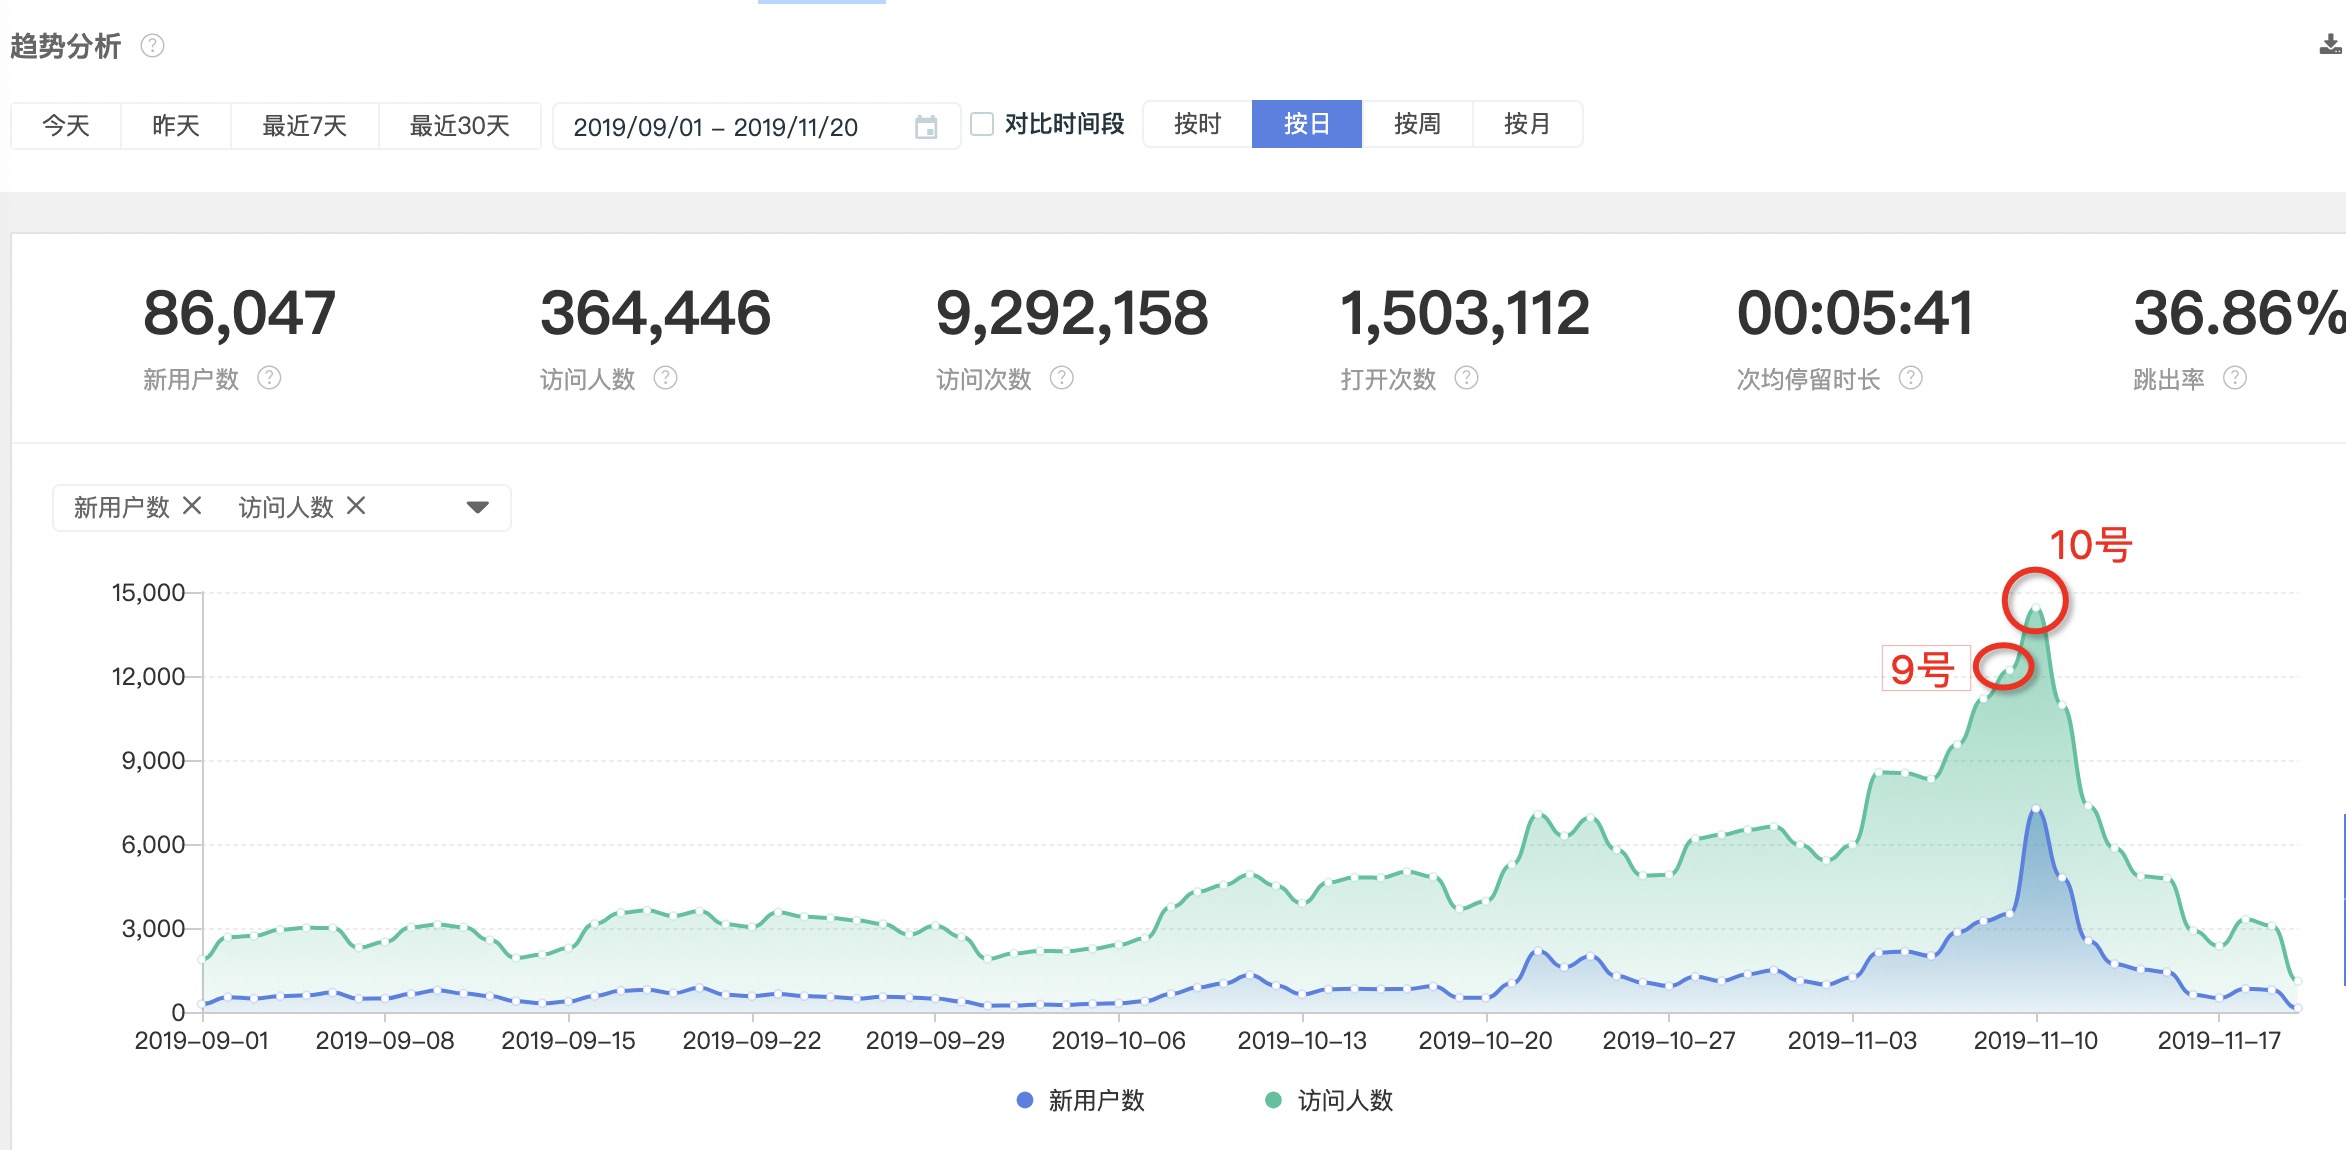 趋势分析
今天 昨天 最近7天 最近30天 2019/09/01 – 2019/11/20 对比时间段 按时 按日 按周 按月
86,047 364,446 9,292,158 1,503,112 00:05:41 36.86%
新用户数 访问人数 访问次数 打开次数 次均停留时长 跳出率
新用户数 访问人数
10号
15,000
9号
12,000
9,000
6,000
3,000
0
2019-09-01 2019-09-08 2019-09-15 2019-09-22 2019-09-29 2019-10-06 2019-10-13 2019-10-20 2019-10-27 2019-11-03 2019-11-10 2019-11-17
新用户数 访问人数